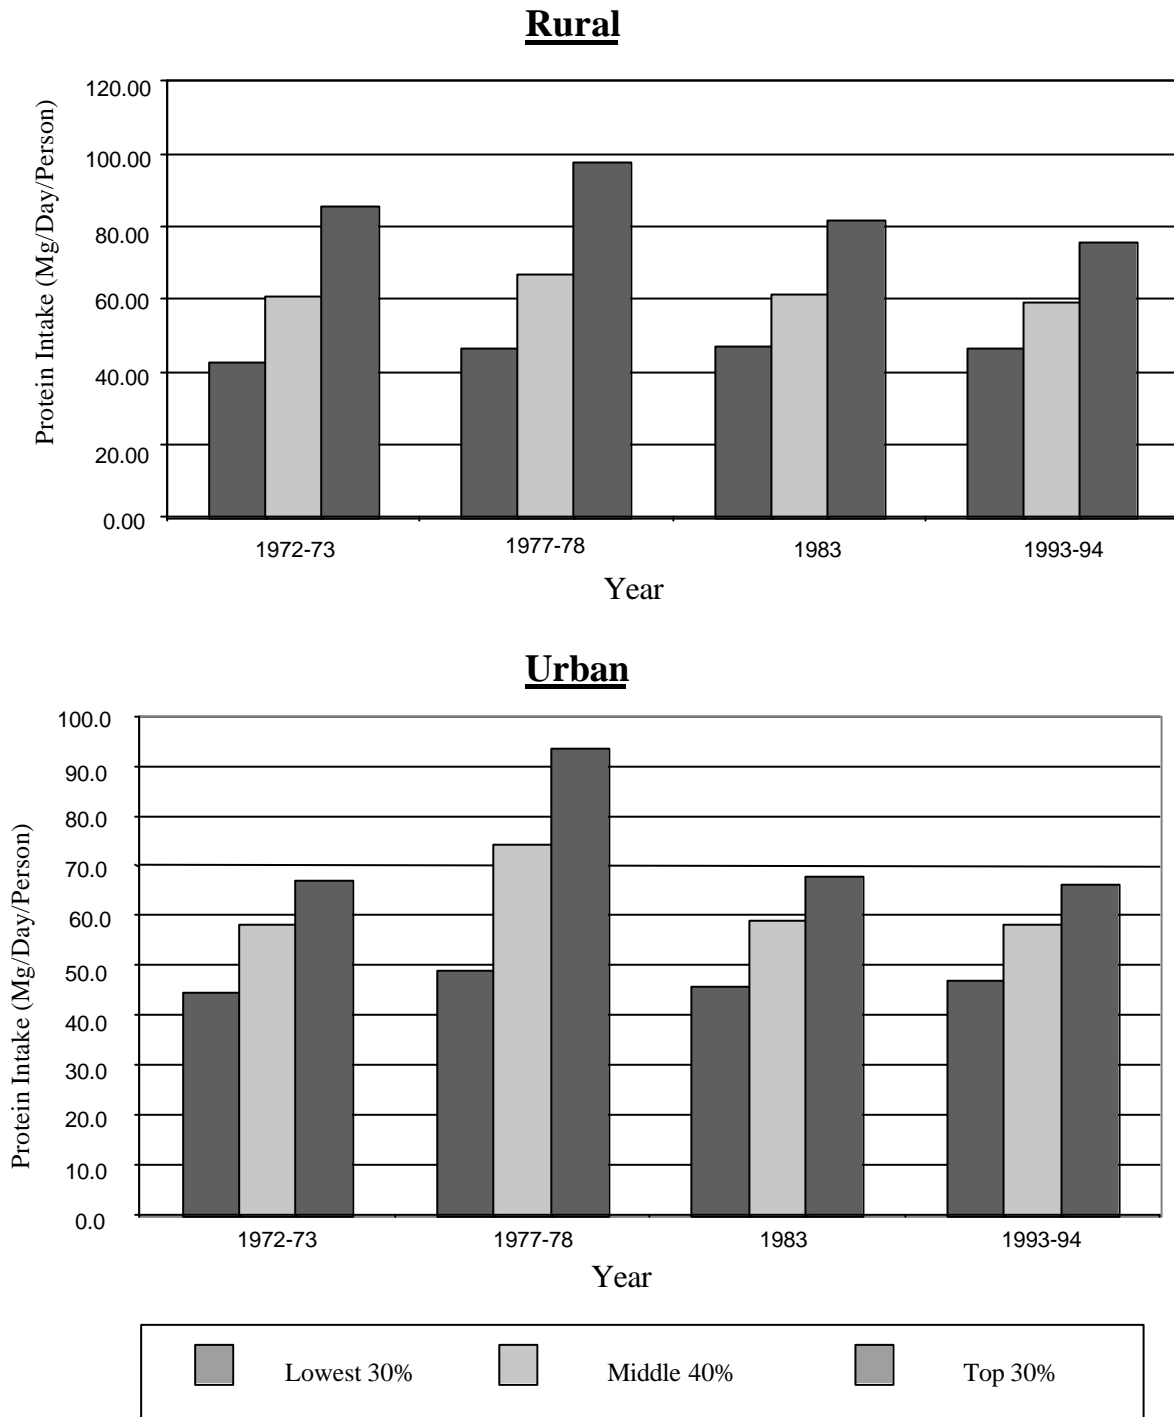 Rural
120.00
100.00
80.00
60.00
40.00
20.00
0.00
Protein Intake (Mg/Day/Person)
1972-73 1977-78 1983 1993-94
Year
Urban
100.0
90.0
80.0
70.0
60.0
50.0
40.0
30.0
20.0
10.0
0.0
Protein Intake (Mg/Day/Person)
1972-73 1977-78 1983 1993-94
Year
Lowest 30% Middle 40% Top 30%